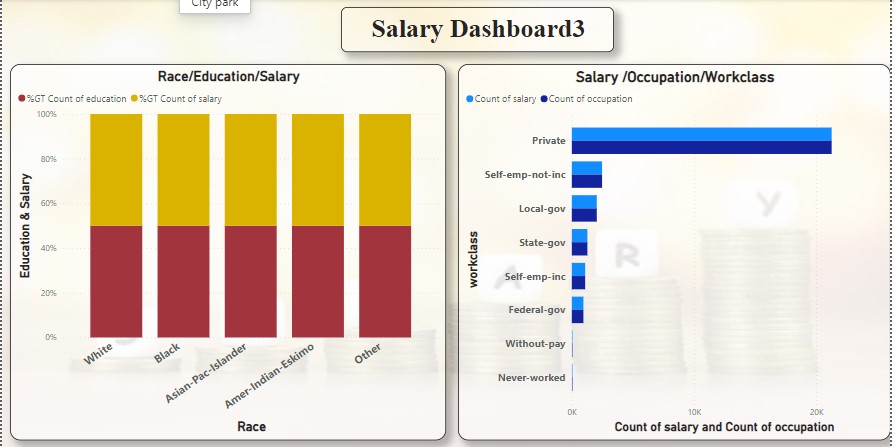 City park
Salary Dashboard3
Race/Education/Salary
%GT Count of education %GT Count of salary
100%
80%
60%
40%
20%
0%
Education & Salary
White
Black
Asian-Pac-Islander
Amer-Indian-Eskimo
Other
Race
Salary /Occupation/Workclass
Count of salary Count of occupation
workclass
Private
Self-emp-not-inc
Local-gov
State-gov
Self-emp-inc
Federal-gov
Without-pay
Never-worked
0K 10K 20K
Count of salary and Count of occupation
A R Y